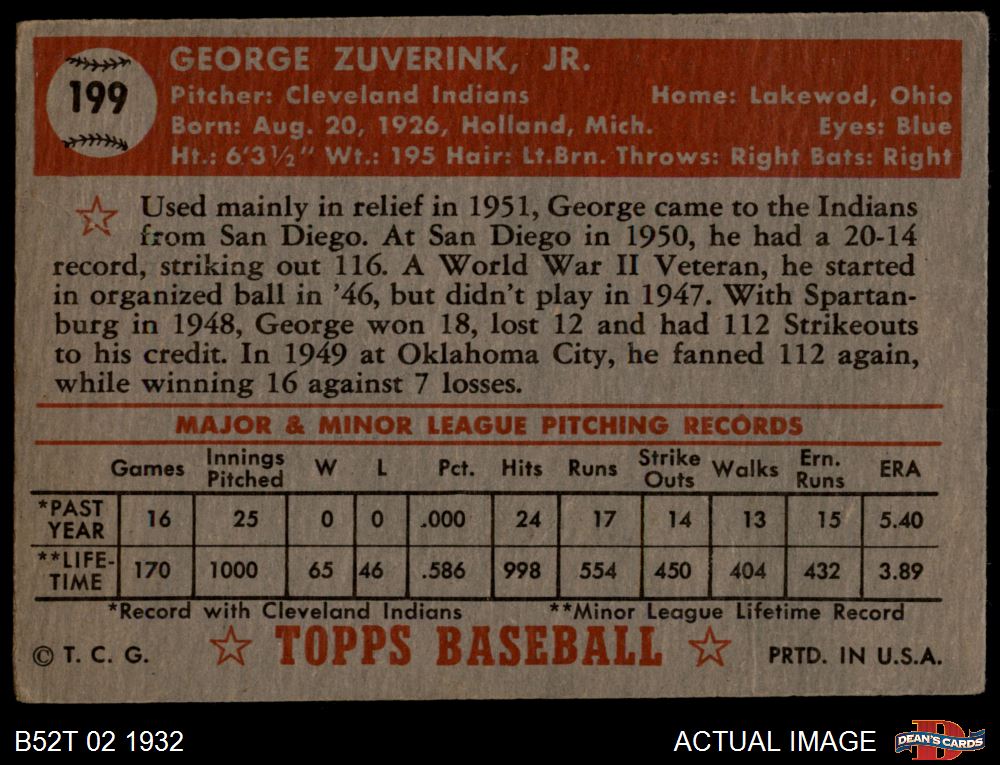 199
GEORGE ZUVERINK, JR.
Pitcher: Cleveland Indians Home: Lakewod, Ohio
Born: Aug. 20, 1926, Holland, Mich. Eyes: Blue
Ht.: 6'3½" Wt.: 195 Hair: Lt.Brn. Throws: Right Bats: Right
Used mainly in relief in 1951, George came to the Indians
from San Diego. At San Diego in 1950, he had a 20-14
record, striking out 116. A World War II Veteran, he started
in organized ball in '46, but didn't play in 1947. With Spartan-
burg in 1948, George won 18, lost 12 and had 112 Strikeouts
to his credit. In 1949 at Oklahoma City, he fanned 112 again,
while winning 16 against 7 losses.
MAJOR & MINOR LEAGUE PITCHING RECORDS
Games Innings Pitched W L Pct. Hits Runs Strike Outs Walks Ern. Runs ERA
*PAST YEAR 16 25 0 0 .000 24 17 14 13 15 5.40
**LIFE-TIME 170 1000 65 46 .586 998 554 450 404 432 3.89
*Record with Cleveland Indians **Minor League Lifetime Record
© T. C. G. TOPPS BASEBALL PRTD. IN U.S.A.
B52T 02 1932 ACTUAL IMAGE DEAN'S CARDS